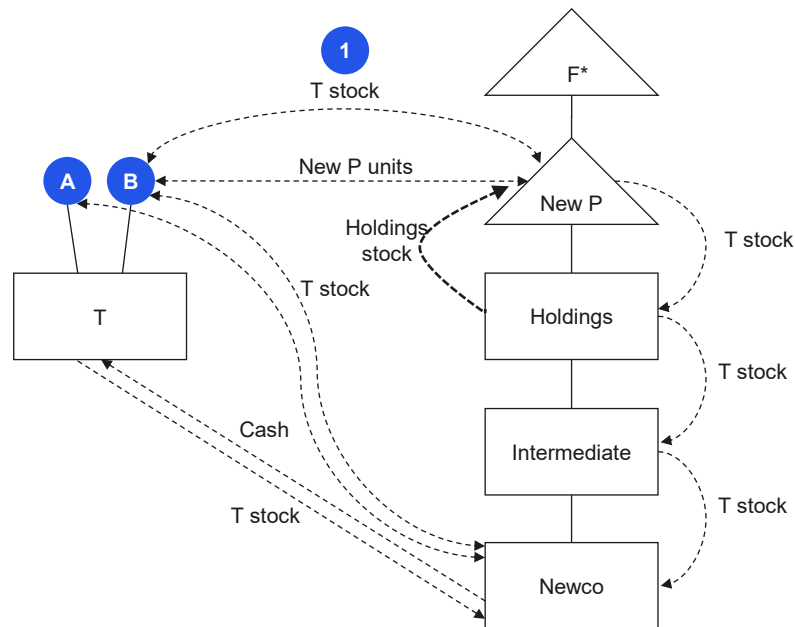 1
F*
T stock
A
B
New P units
New P
Holdings
stock
T stock
T stock
T
Holdings
T stock
Cash
Intermediate
T stock
T stock
Newco